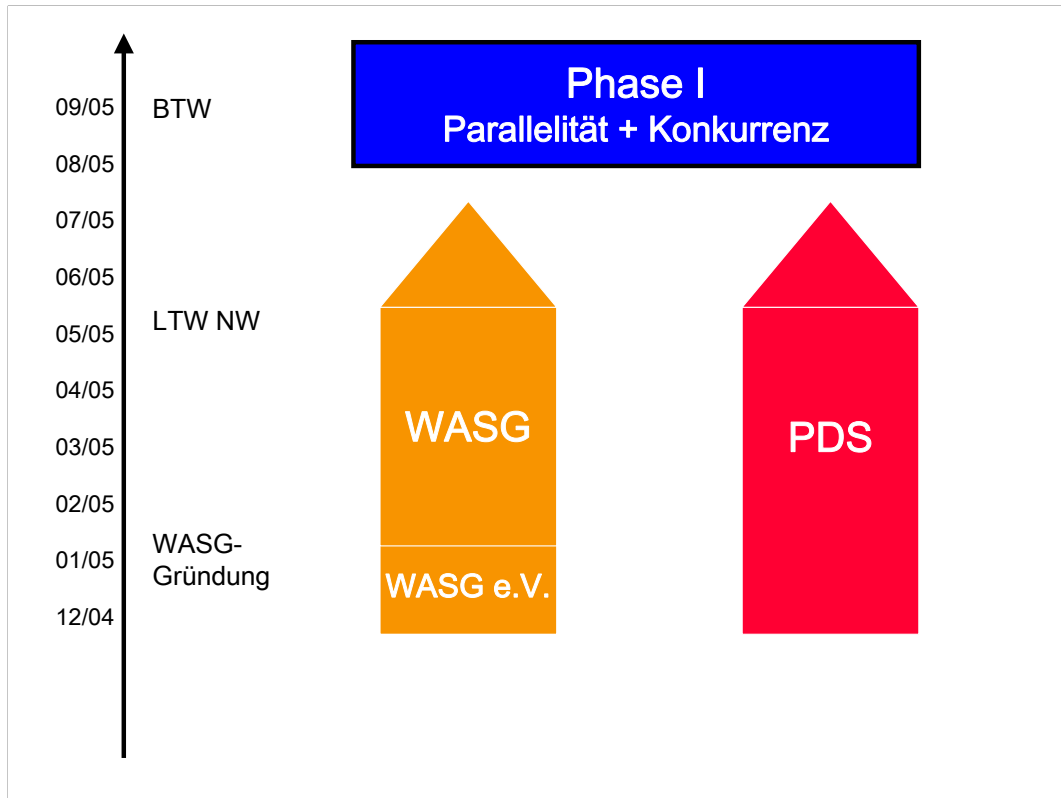 Phase I
Parallelität + Konkurrenz
09/05 BTW
08/05
07/05
06/05
LTW NW
05/05
04/05
WASG
PDS
03/05
02/05
WASG-
01/05
Gründung
WASG e.V.
12/04